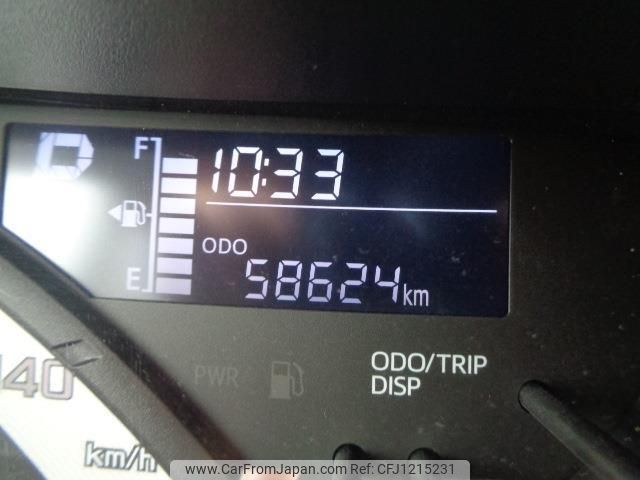 F
10:33
ODO
E
58624km
ODO/TRIP
DISP
PWR
140
km/h
www.CarFromJapan.com Ref: CFJ1215231